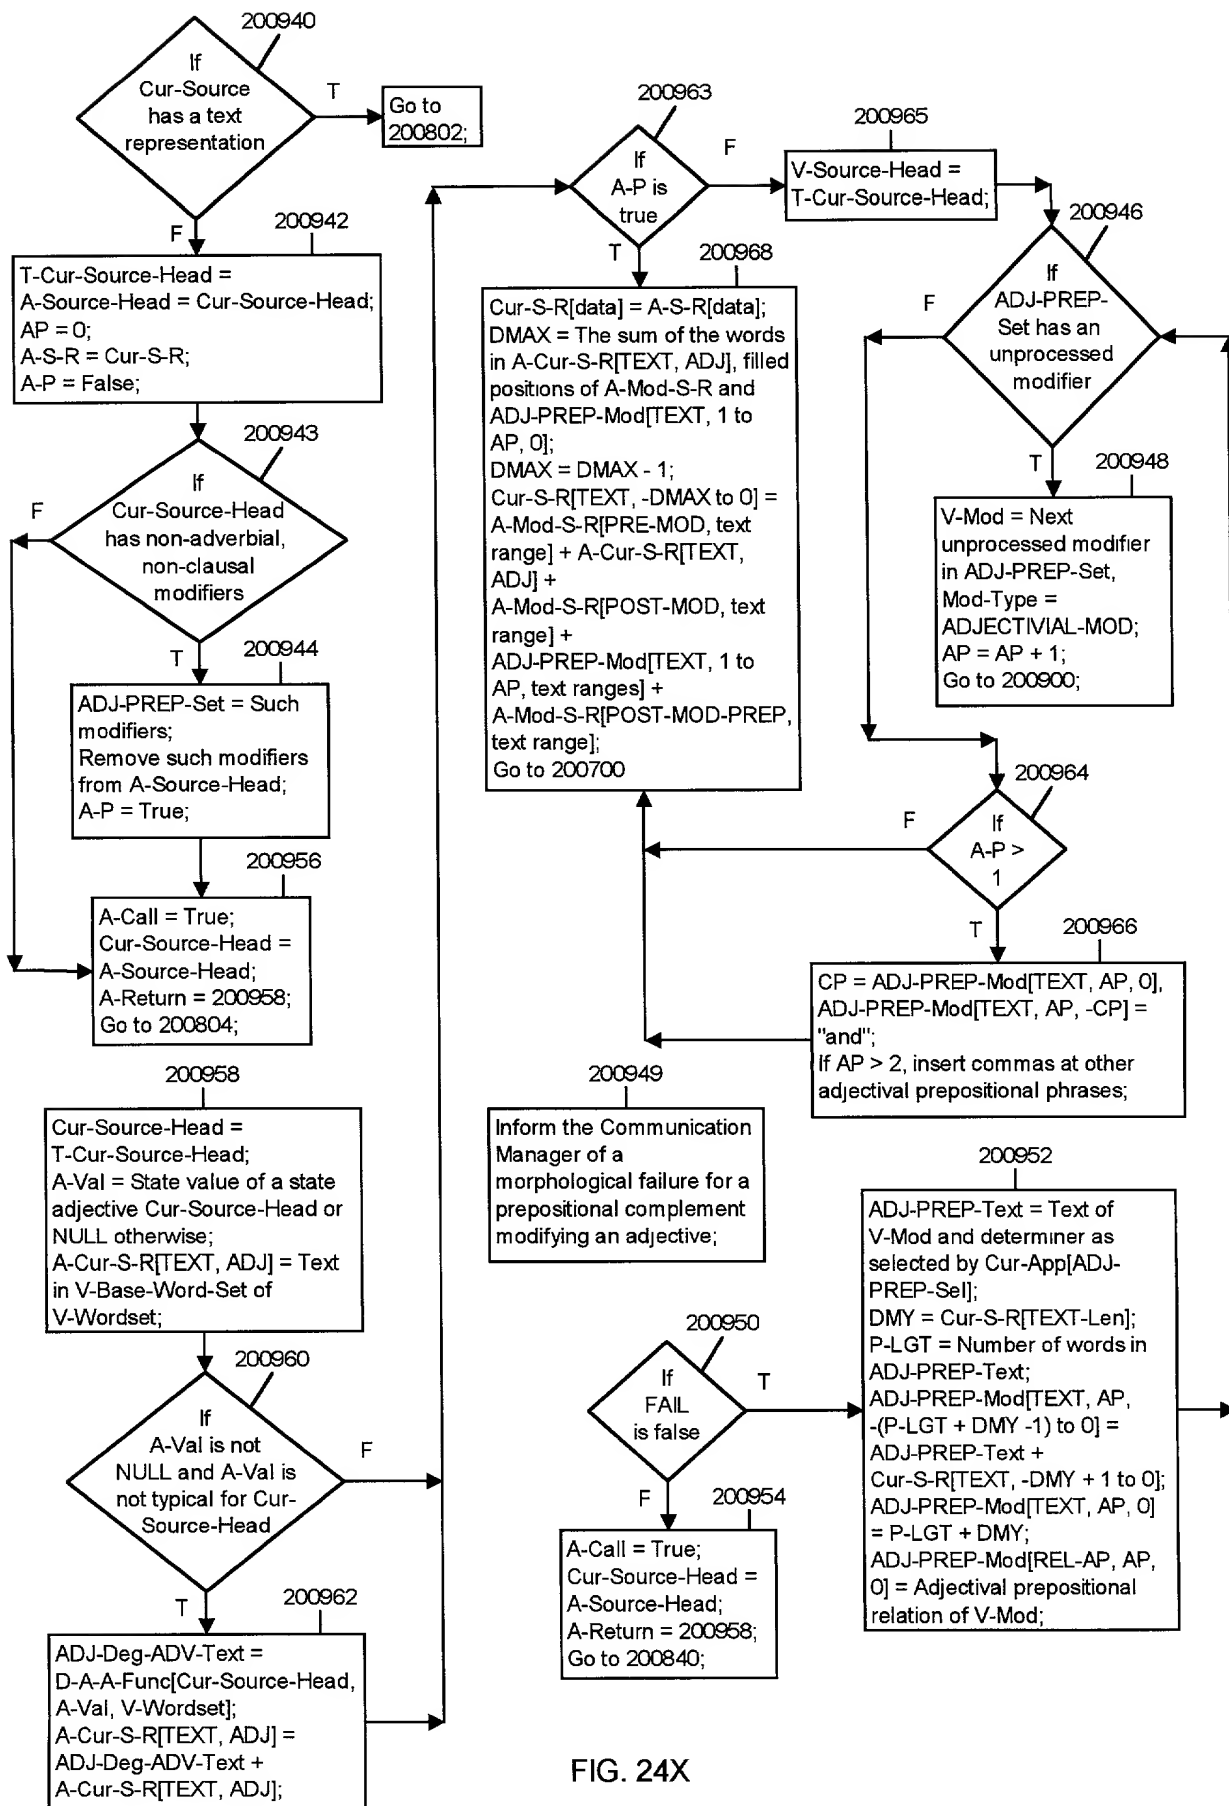 200940
If
Cur-Source
has a text
representation
T
F
Go to
200802;
200942
T-Cur-Source-Head =
A-Source-Head = Cur-Source-Head;
AP = 0;
A-S-R = Cur-S-R;
A-P = False;
200943
If
Cur-Source-Head
has non-adverbial,
non-clausal
modifiers
F
T
200944
ADJ-PREP-Set = Such
modifiers;
Remove such modifiers
from A-Source-Head;
A-P = True;
200956
A-Call = True;
Cur-Source-Head =
A-Source-Head;
A-Return = 200958;
Go to 200804;
200958
Cur-Source-Head =
T-Cur-Source-Head;
A-Val = State value of a state
adjective Cur-Source-Head or
NULL otherwise;
A-Cur-S-R[TEXT, ADJ] = Text
in V-Base-Word-Set of
V-Wordset;
200960
If
A-Val is not
NULL and A-Val is
not typical for Cur-
Source-Head
F
T
200962
ADJ-Deg-ADV-Text =
D-A-A-Func[Cur-Source-Head,
A-Val, V-Wordset];
A-Cur-S-R[TEXT, ADJ] =
ADJ-Deg-ADV-Text +
A-Cur-S-R[TEXT, ADJ];
200963
If
A-P is
true
F
T
200965
V-Source-Head =
T-Cur-Source-Head;
200968
Cur-S-R[data] = A-S-R[data];
DMAX = The sum of the words
in A-Cur-S-R[TEXT, ADJ], filled
positions of A-Mod-S-R and
ADJ-PREP-Mod[TEXT, 1 to
AP, 0];
DMAX = DMAX - 1;
Cur-S-R[TEXT, -DMAX to 0] =
A-Mod-S-R[PRE-MOD, text
range] + A-Cur-S-R[TEXT,
ADJ] +
A-Mod-S-R[POST-MOD, text
range] +
ADJ-PREP-Mod[TEXT, 1 to
AP, text ranges] +
A-Mod-S-R[POST-MOD-PREP,
text range];
Go to 200700
200946
If
ADJ-PREP-
Set has an
unprocessed
modifier
F
T
200948
V-Mod = Next
unprocessed modifier
in ADJ-PREP-Set,
Mod-Type =
ADJECTIVIAL-MOD;
AP = AP + 1;
Go to 200900;
200964
If
A-P >
1
F
T
200966
CP = ADJ-PREP-Mod[TEXT, AP, 0],
ADJ-PREP-Mod[TEXT, AP, -CP] =
"and";
If AP > 2, insert commas at other
adjectival prepositional phrases;
200949
Inform the Communication
Manager of a
morphological failure for a
prepositional complement
modifying an adjective;
200950
If
FAIL
is false
T
F
200954
A-Call = True;
Cur-Source-Head =
A-Source-Head;
A-Return = 200958;
Go to 200840;
200952
ADJ-PREP-Text = Text of
V-Mod and determiner as
selected by Cur-App[ADJ-
PREP-Sel];
DMY = Cur-S-R[TEXT-Len];
P-LGT = Number of words in
ADJ-PREP-Text;
ADJ-PREP-Mod[TEXT, AP,
-(P-LGT + DMY -1) to 0] =
ADJ-PREP-Text +
Cur-S-R[TEXT, -DMY + 1 to 0];
ADJ-PREP-Mod[TEXT, AP, 0]
= P-LGT + DMY;
ADJ-PREP-Mod[REL-AP, AP,
0] = Adjectival prepositional
relation of V-Mod;
FIG. 24X